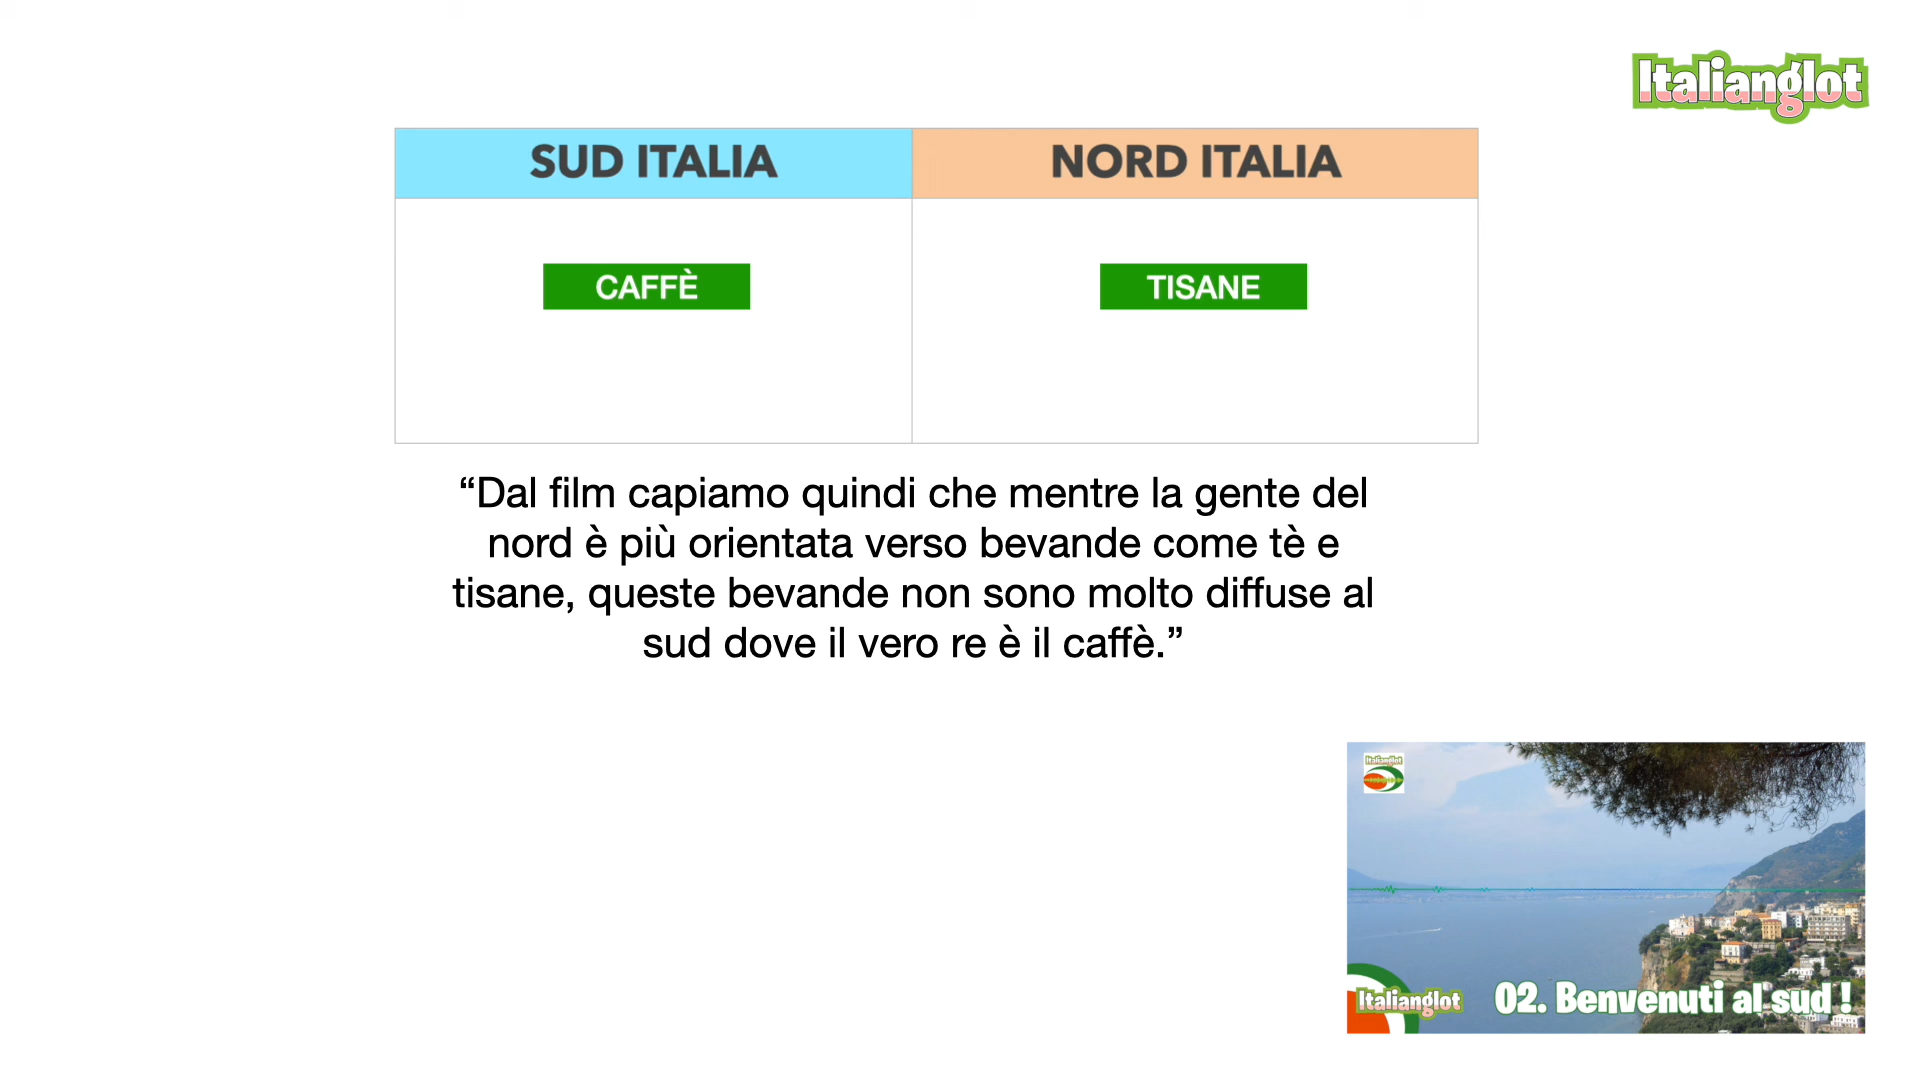 Italianglot
SUD ITALIA
NORD ITALIA
CAFFÈ
TISANE
“Dal film capiamo quindi che mentre la gente del
nord è più orientata verso bevande come tè e
tisane, queste bevande non sono molto diffuse al
sud dove il vero re è il caffè.”
Italianglot
Italianglot
02. Benvenuti al sud !